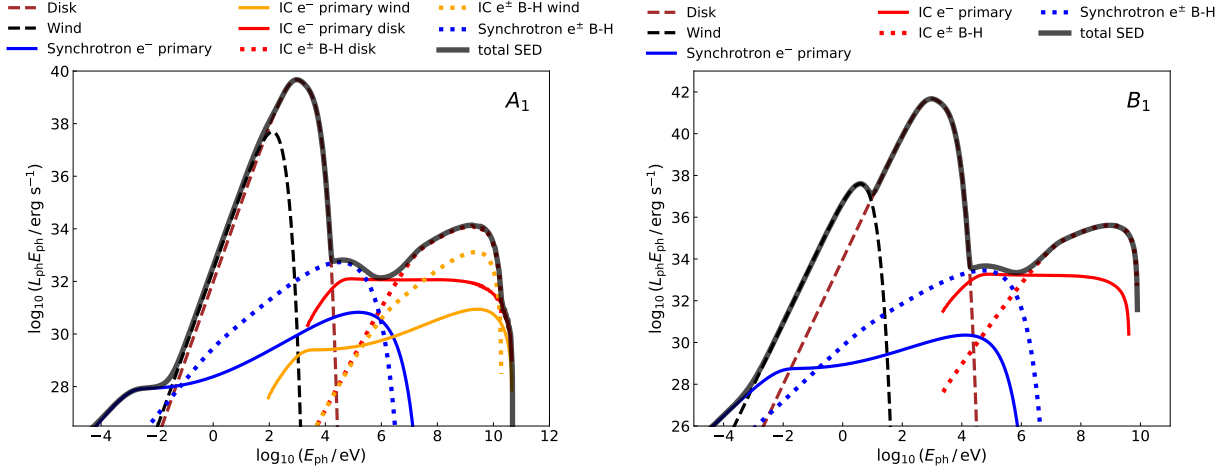 Disk
Wind
Synchrotron e⁻ primary
IC e⁻ primary wind
IC e⁻ primary disk
IC e± B-H disk
IC e± B-H wind
Synchrotron e± B-H
total SED
A₁
40
38
36
34
32
30
28
log₁₀ (L_ph E_ph / erg s⁻¹)
−4 −2 0 2 4 6 8 10 12
log₁₀ (E_ph / eV)
Disk
Wind
Synchrotron e⁻ primary
IC e⁻ primary
IC e± B-H
Synchrotron e± B-H
total SED
B₁
42
40
38
36
34
32
30
28
26
log₁₀ (L_ph E_ph / erg s⁻¹)
−4 −2 0 2 4 6 8 10
log₁₀ (E_ph / eV)